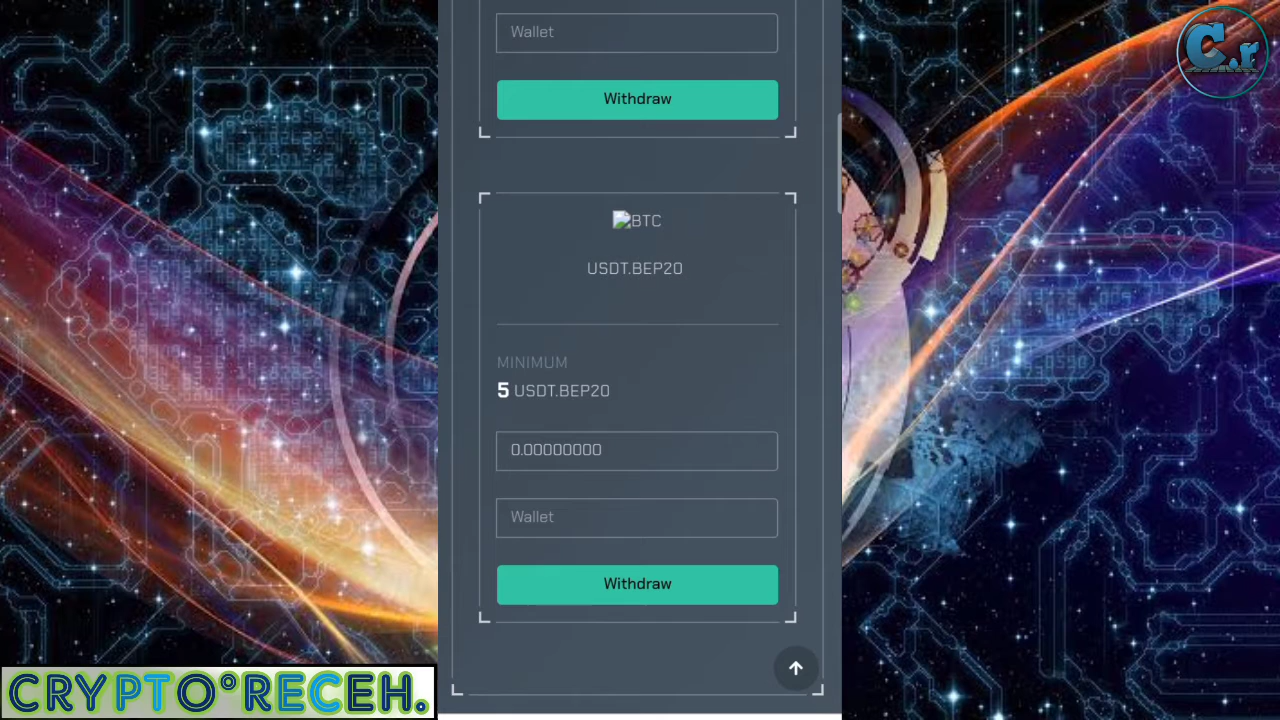 Wallet
Withdraw
BTC
USDT.BEP20
MINIMUM
5 USDT.BEP20
0.00000000
Wallet
Withdraw
C.r
CRYPTO°RECEH.